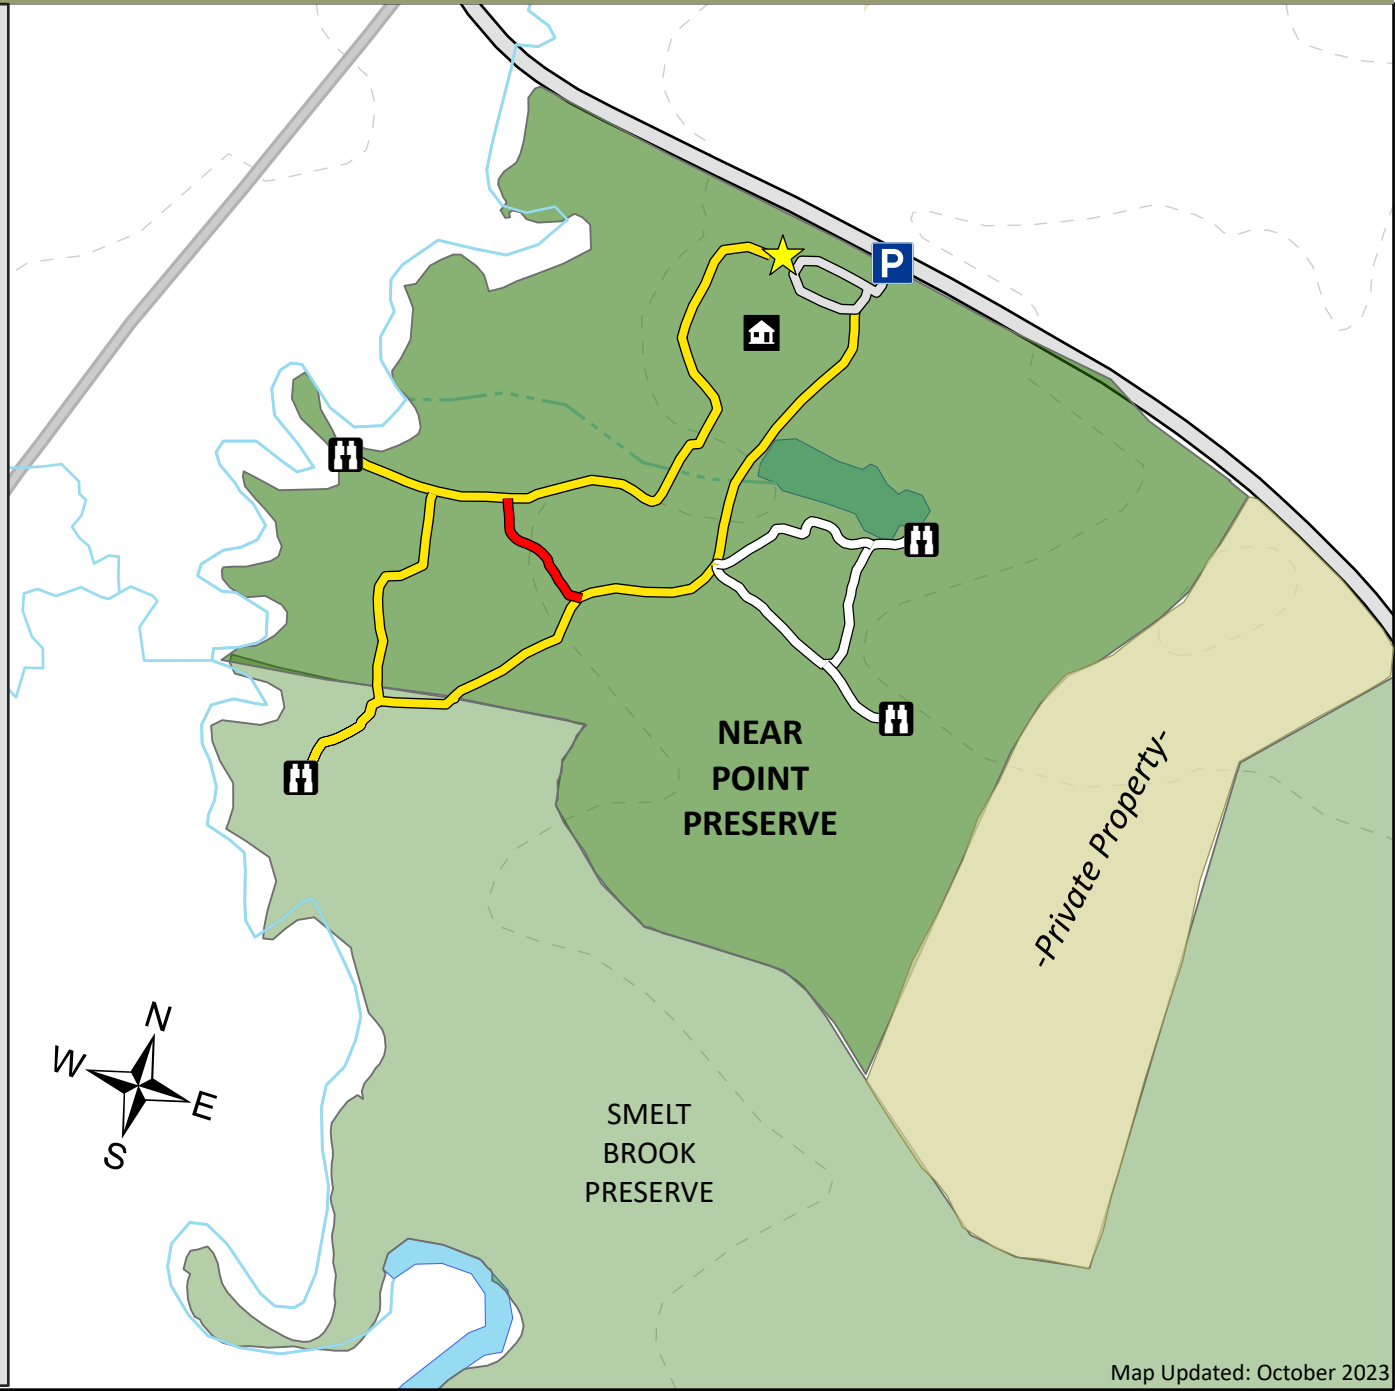 P
NEAR
POINT
PRESERVE
-Private Property-
N
W
E
S
SMELT
BROOK
PRESERVE
Map Updated: October 2023